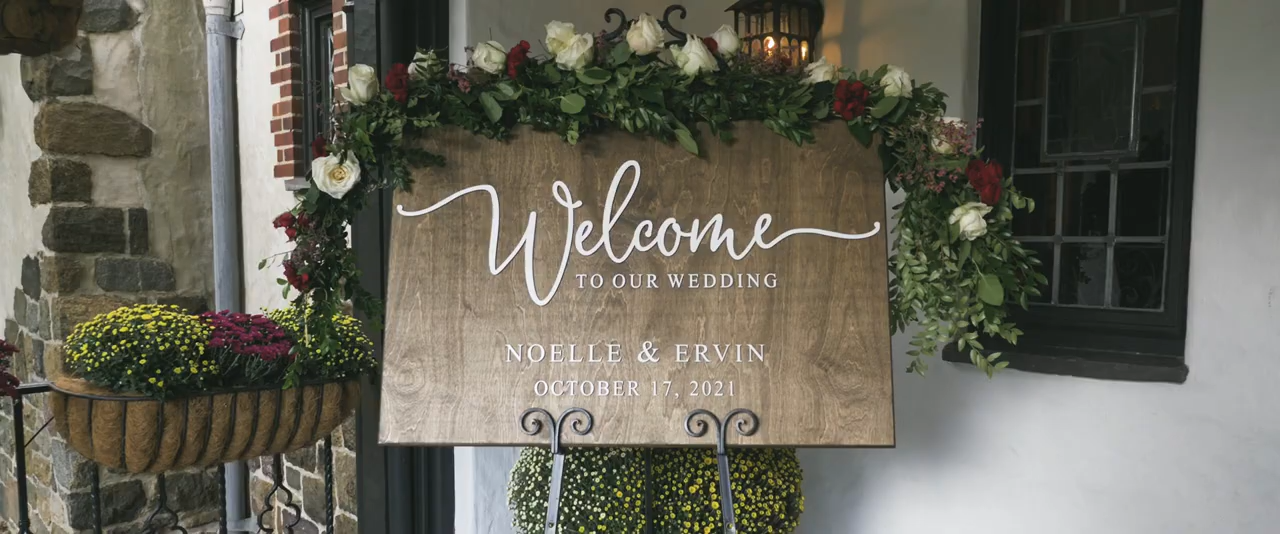 Welcome
TO OUR WEDDING
NOELLE & ERVIN
OCTOBER 17, 2021